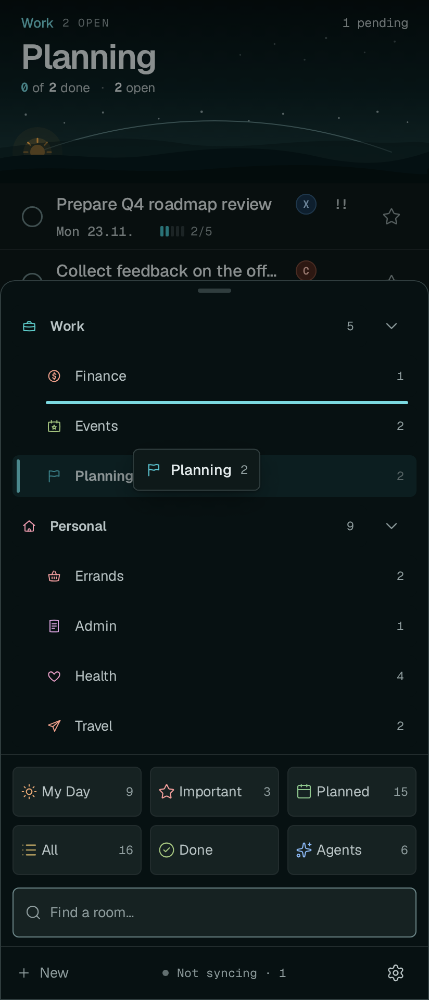 Work 2 OPEN 1 pending
Planning
0 of 2 done · 2 open
Prepare Q4 roadmap review X !!
Mon 23.11. 2/5
Collect feedback on the off… C
Work 5
Finance 1
Events 2
Planning 2
Planning 2
Personal 9
Errands 2
Admin 1
Health 4
Travel 2
My Day 9 Important 3 Planned 15
All 16 Done Agents 6
Find a room…
+ New Not syncing · 1